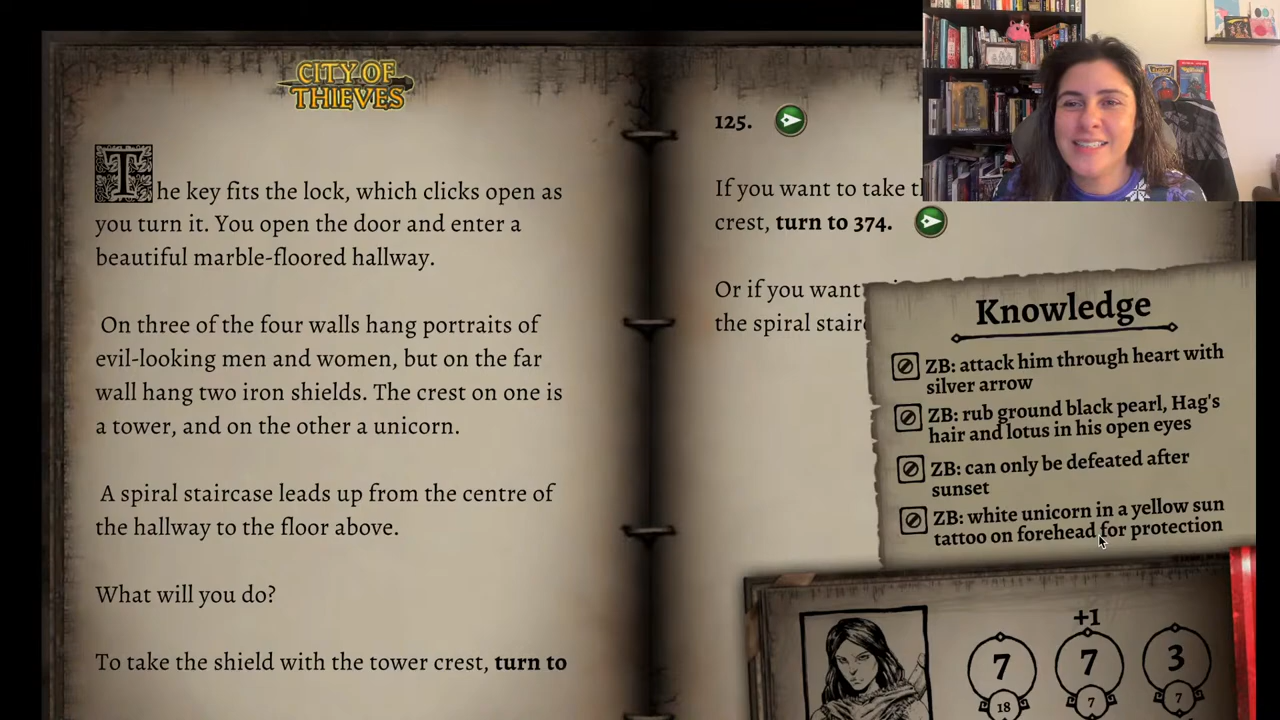 CITY OF
THIEVES
The key fits the lock, which clicks open as
you turn it. You open the door and enter a
beautiful marble-floored hallway.
On three of the four walls hang portraits of
evil-looking men and women, but on the far
wall hang two iron shields. The crest on one is
a tower, and on the other a unicorn.
A spiral staircase leads up from the centre of
the hallway to the floor above.
What will you do?
To take the shield with the tower crest, turn to
125.
If you want to take
crest, turn to 374.
Or if you want
the spiral
Knowledge
ZB: attack him through heart with
silver arrow
ZB: rub ground black pearl, Hag's
hair and lotus in his open eyes
ZB: can only be defeated after
sunset
ZB: white unicorn in a yellow sun
tattoo on forehead for protection
+1
7 7 3
18 7 7